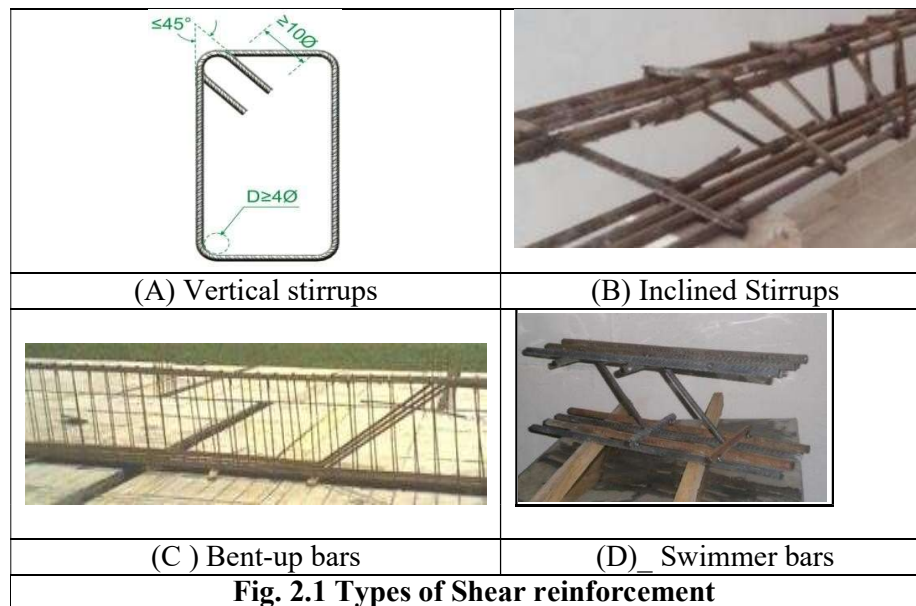 ≤45°
≥10Ø
D≥4Ø
(A) Vertical stirrups
(B) Inclined Stirrups
(C ) Bent-up bars
(D)_ Swimmer bars
Fig. 2.1 Types of Shear reinforcement